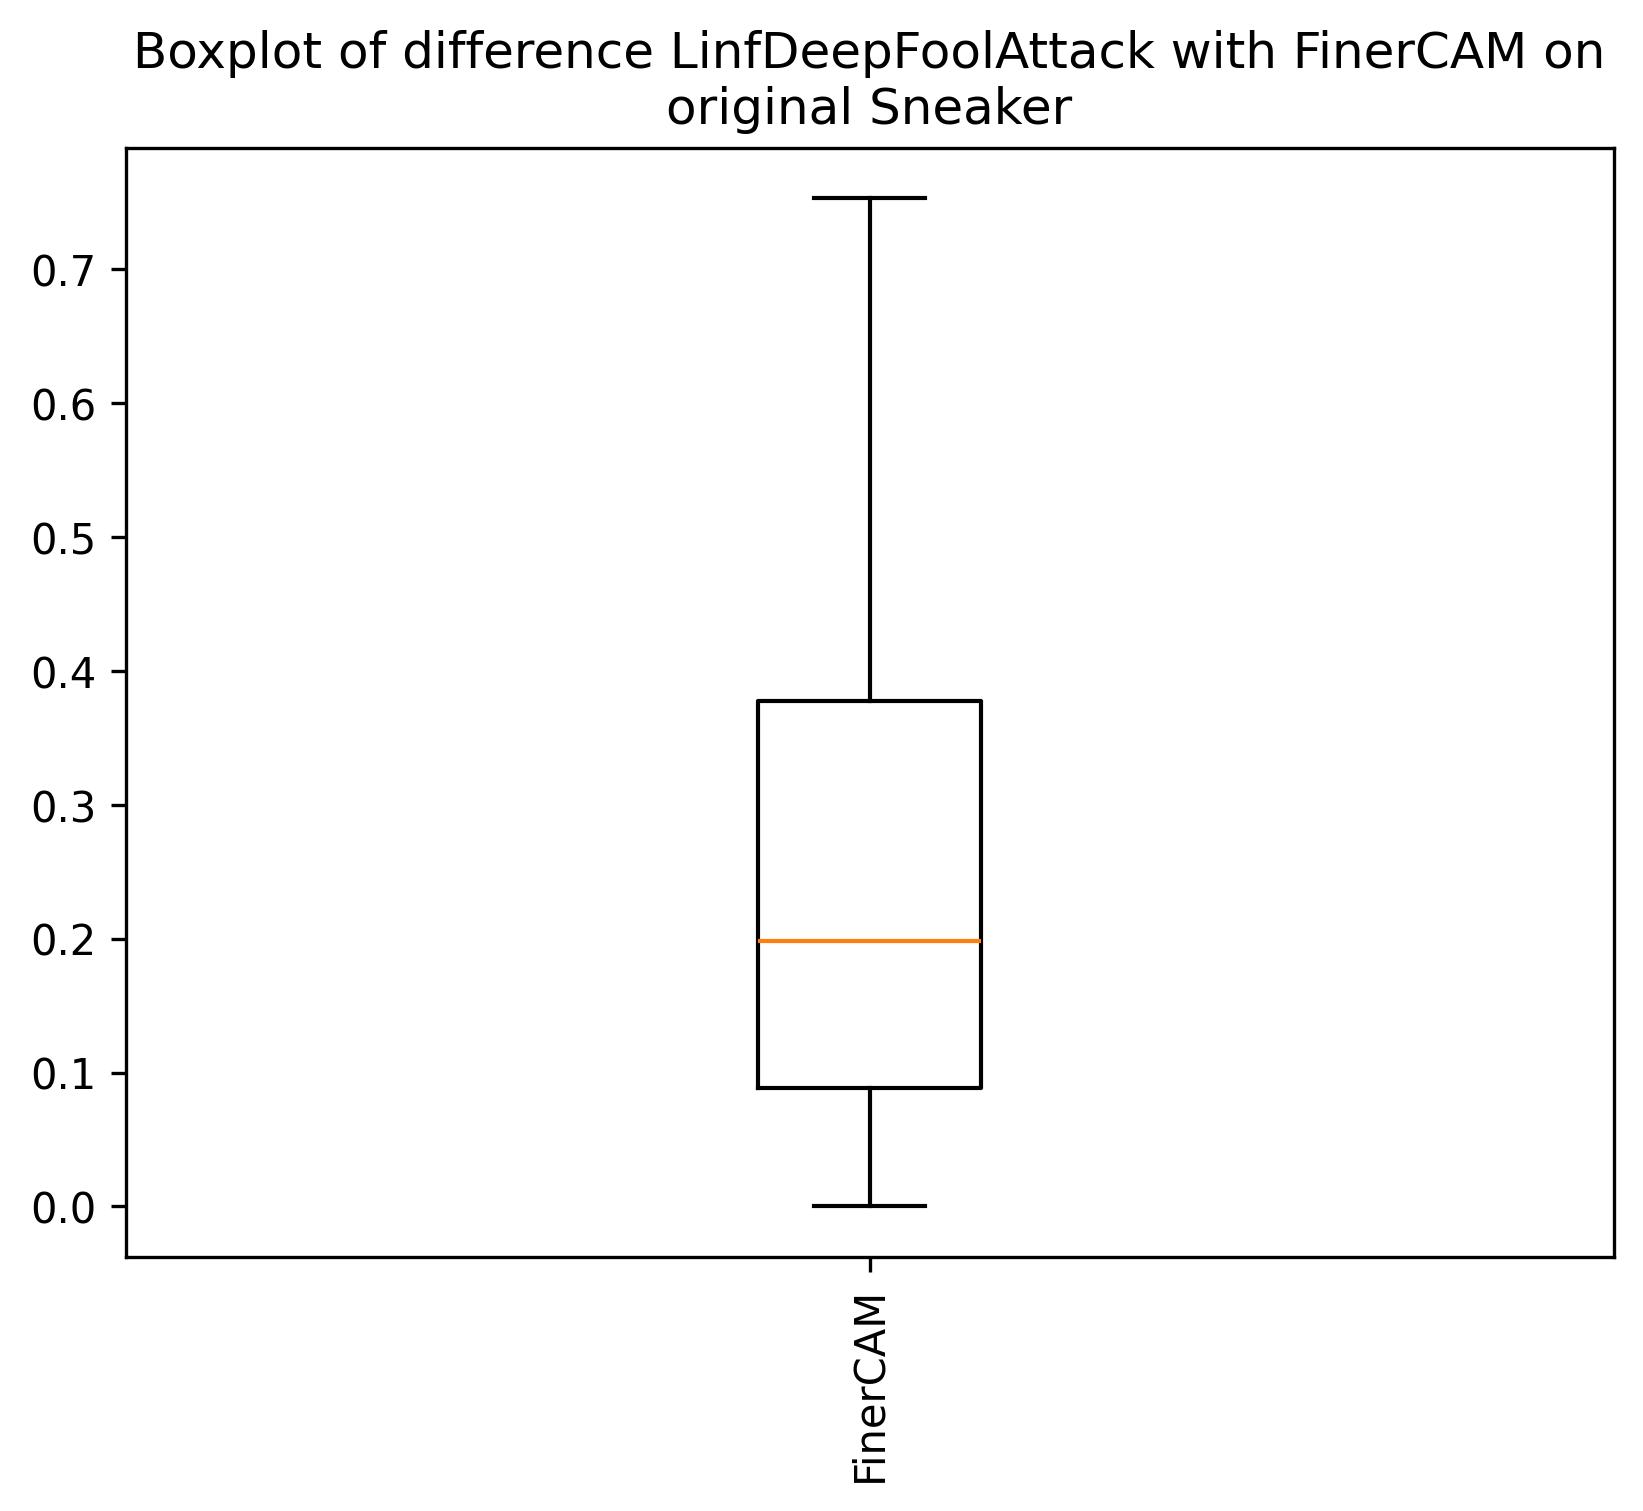 Boxplot of difference LinfDeepFoolAttack with FinerCAM on
original Sneaker
0.7
0.6
0.5
0.4
0.3
0.2
0.1
0.0
FinerCAM